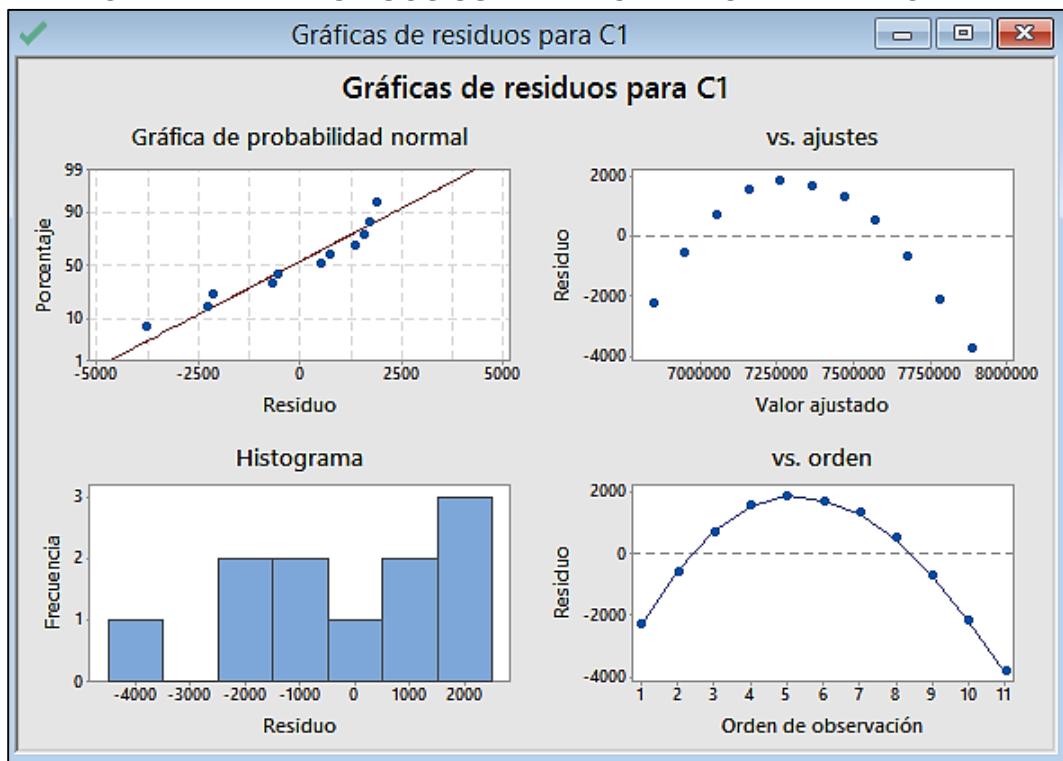 Gráficas de residuos para C1
Gráficas de residuos para C1
Gráfica de probabilidad normal
99
90
50
10
1
Porcentaje
-5000 -2500 0 2500 5000
Residuo
vs. ajustes
2000
0
-2000
-4000
Residuo
7000000 7250000 7500000 7750000 8000000
Valor ajustado
Histograma
3
2
1
0
Frecuencia
-4000 -3000 -2000 -1000 0 1000 2000
Residuo
vs. orden
2000
0
-2000
-4000
Residuo
1 2 3 4 5 6 7 8 9 10 11
Orden de observación